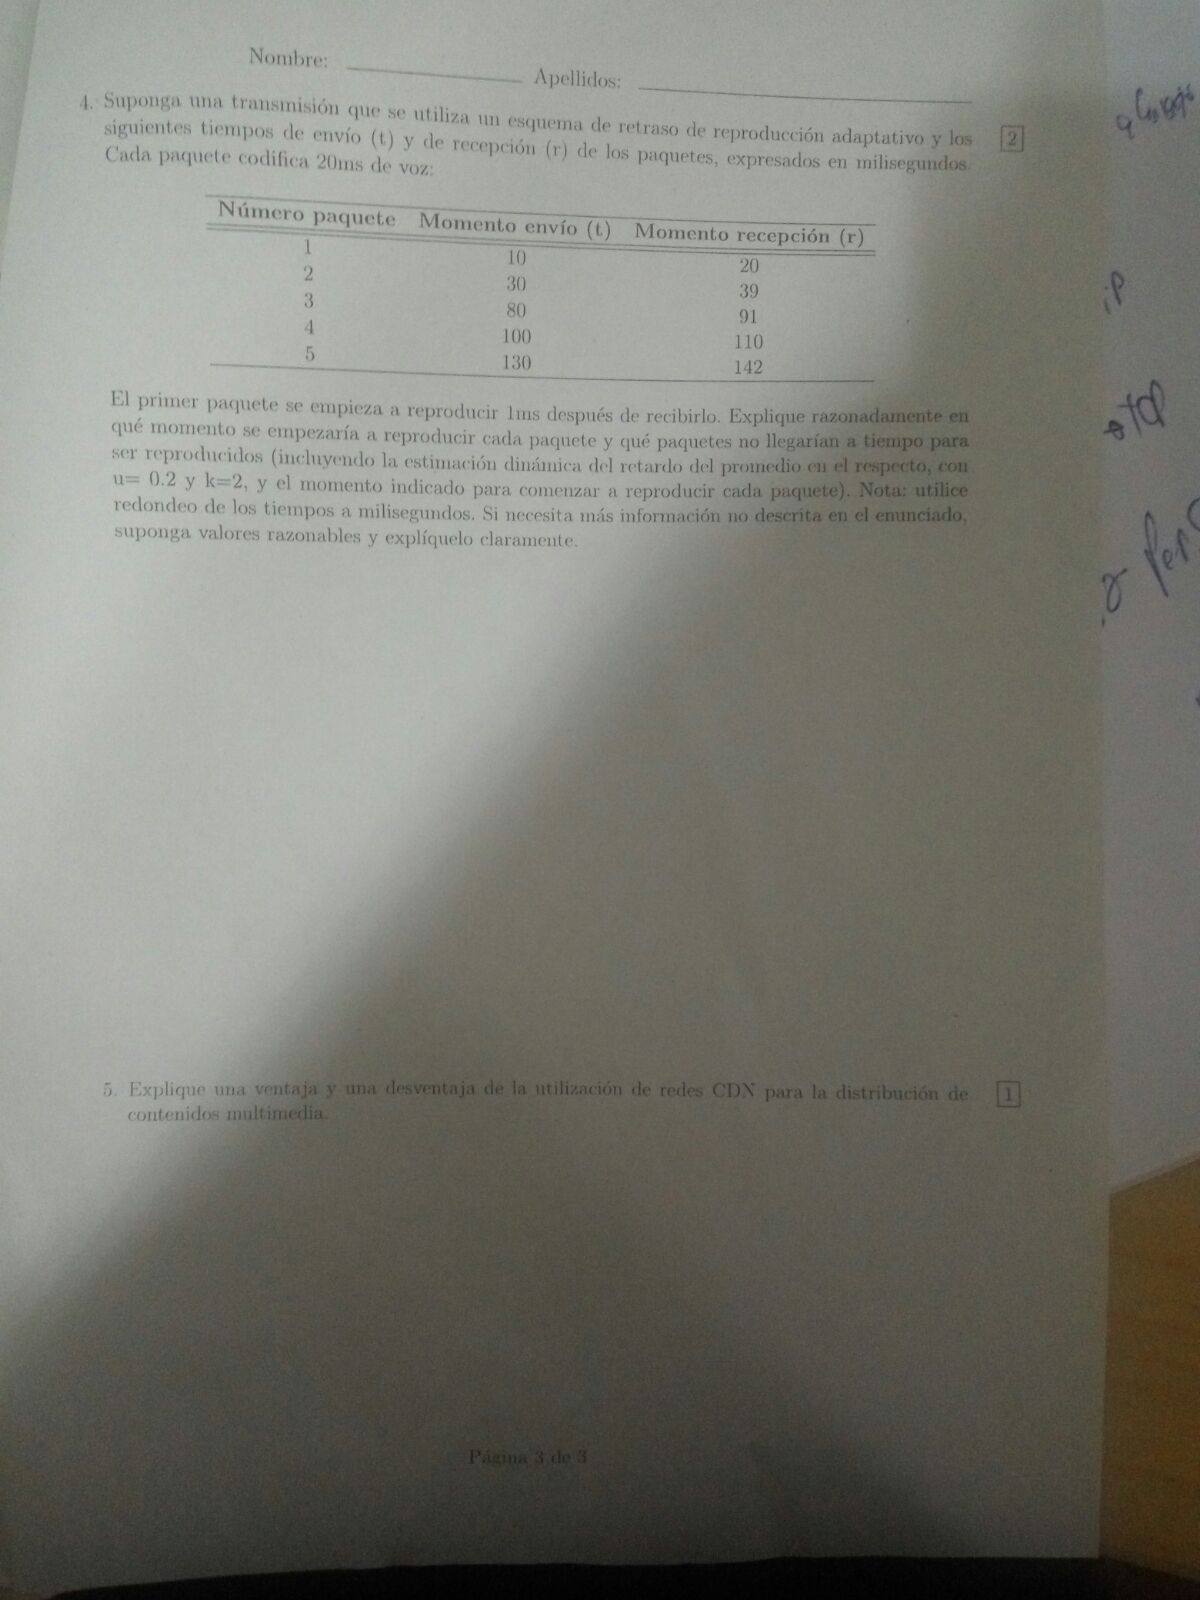 Nombre: Apellidos:
4. Suponga una transmisión que se utiliza un esquema de retraso de reproducción adaptativo y los 2
siguientes tiempos de envío (t) y de recepción (r) de los paquetes, expresados en milisegundos.
Cada paquete codifica 20ms de voz:
Número paquete Momento envío (t) Momento recepción (r)
1 10 20
2 30 39
3 80 91
4 100 110
5 130 142
El primer paquete se empieza a reproducir 1ms después de recibirlo. Explique razonadamente en
qué momento se empezaría a reproducir cada paquete y qué paquetes no llegarían a tiempo para
ser reproducidos (incluyendo la estimación dinámica del retardo del promedio en el respecto, con
u= 0.2 y k=2, y el momento indicado para comenzar a reproducir cada paquete). Nota: utilice
redondeo de los tiempos a milisegundos. Si necesita más información no descrita en el enunciado,
suponga valores razonables y explíquelo claramente.
5. Explique una ventaja y una desventaja de la utilización de redes CDN para la distribución de 1
contenidos multimedia.
Página 3 de 3